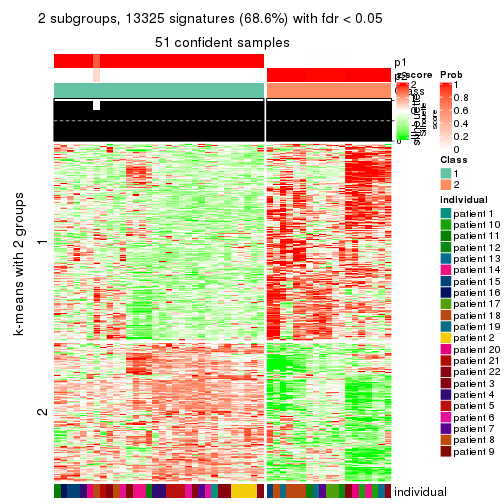 2 subgroups, 13325 signatures (68.6%) with fdr < 0.05
51 confident samples
p1
p2
z-score
Prob
Class
2
1
0
1
0.8
0.6
0.4
0.2
0
Silhouette
score
Class
1
2
individual
patient 1
patient 10
patient 11
patient 12
patient 13
patient 14
patient 15
patient 16
patient 17
patient 18
patient 19
patient 2
patient 20
patient 21
patient 22
patient 3
patient 4
patient 5
patient 6
patient 7
patient 8
patient 9
k-means with 2 groups
1
2
individual